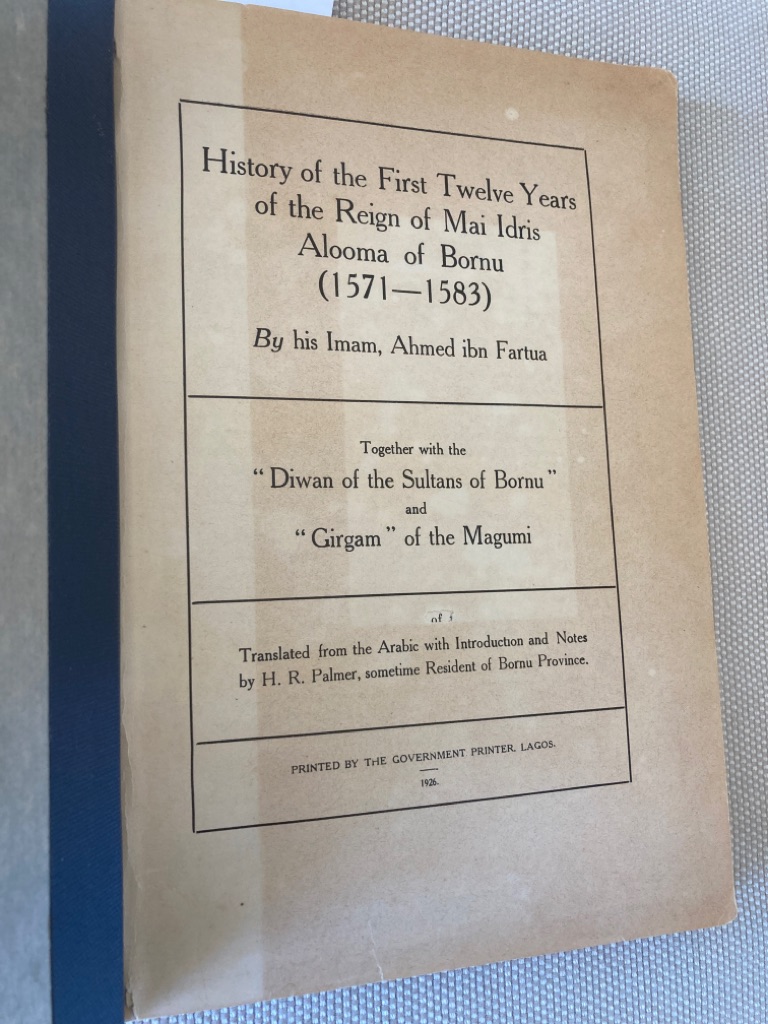 History of the First Twelve Years
of the Reign of Mai Idris
Alooma of Bornu
(1571—1583)
By his Imam, Ahmed ibn Fartua
Together with the
“Diwan of the Sultans of Bornu”
and
“Girgam” of the Magumi
of
Translated from the Arabic with Introduction and Notes
by H. R. Palmer, sometime Resident of Bornu Province.
PRINTED BY THE GOVERNMENT PRINTER, LAGOS.
1926.